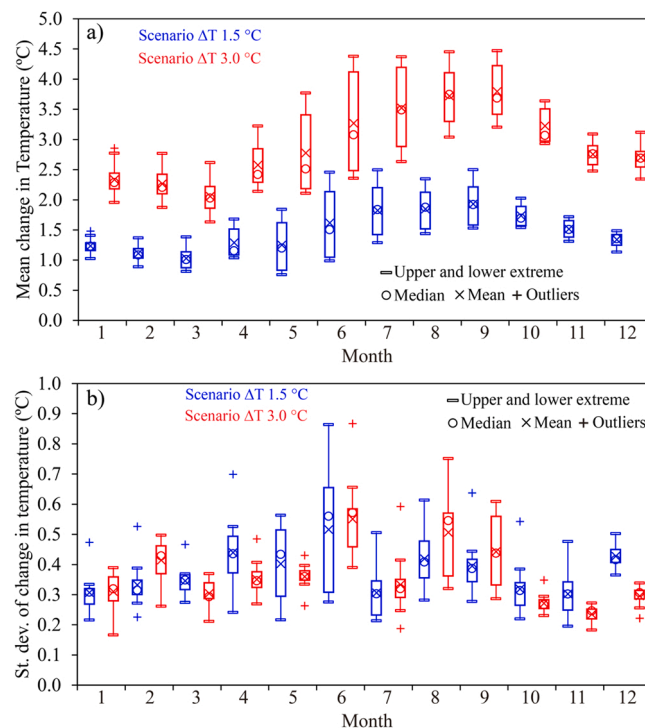 a)
Scenario ΔT 1.5 °C
Scenario ΔT 3.0 °C
Mean change in Temperature (ºC)
5.0
4.5
4.0
3.5
3.0
2.5
2.0
1.5
1.0
0.5
0.0
Upper and lower extreme
Median × Mean + Outliers
1 2 3 4 5 6 7 8 9 10 11 12
Month
b)
Scenario ΔT 1.5 °C
Scenario ΔT 3.0 °C
Upper and lower extreme
Median × Mean + Outliers
St. dev. of change in temperature (ºC)
1.0
0.9
0.8
0.7
0.6
0.5
0.4
0.3
0.2
0.1
0.0
1 2 3 4 5 6 7 8 9 10 11 12
Month